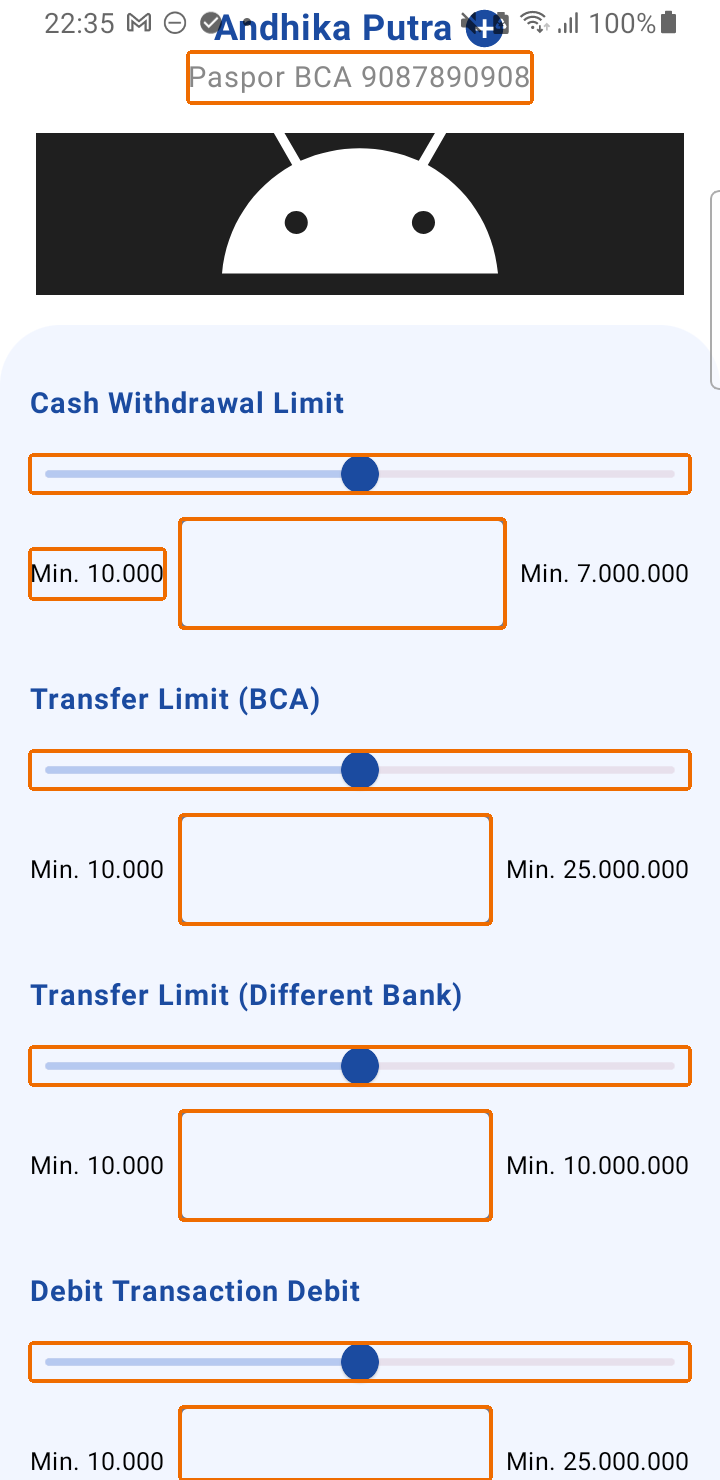 22:35 100%
Andhika Putra
Paspor BCA 9087890908
Cash Withdrawal Limit
Min. 10.000 Min. 7.000.000
Transfer Limit (BCA)
Min. 10.000 Min. 25.000.000
Transfer Limit (Different Bank)
Min. 10.000 Min. 10.000.000
Debit Transaction Debit
Min. 10.000 Min. 25.000.000